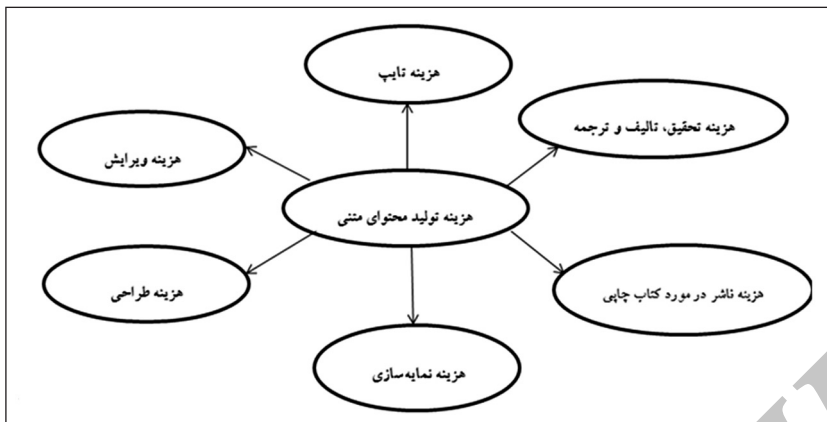 هزینه تایپ
هزینه تحقیق، تالیف و ترجمه
هزینه ویرایش
هزینه تولید محتوای متنی
هزینه طراحی
هزینه ناشر در مورد کتاب چاپی
هزینه نمایه‌سازی